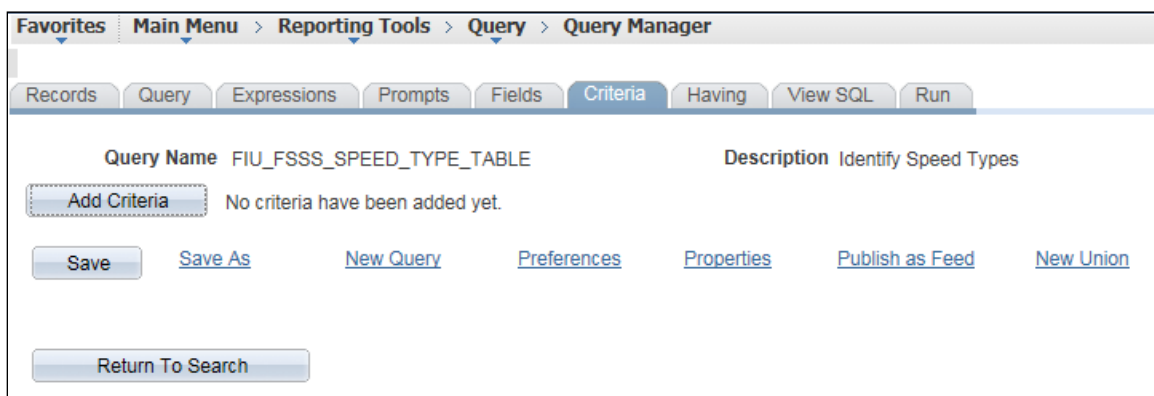 Favorites Main Menu > Reporting Tools > Query > Query Manager
Records Query Expressions Prompts Fields Criteria Having View SQL Run
Query Name FIU_FSSS_SPEED_TYPE_TABLE Description Identify Speed Types
Add Criteria No criteria have been added yet.
Save Save As New Query Preferences Properties Publish as Feed New Union
Return To Search